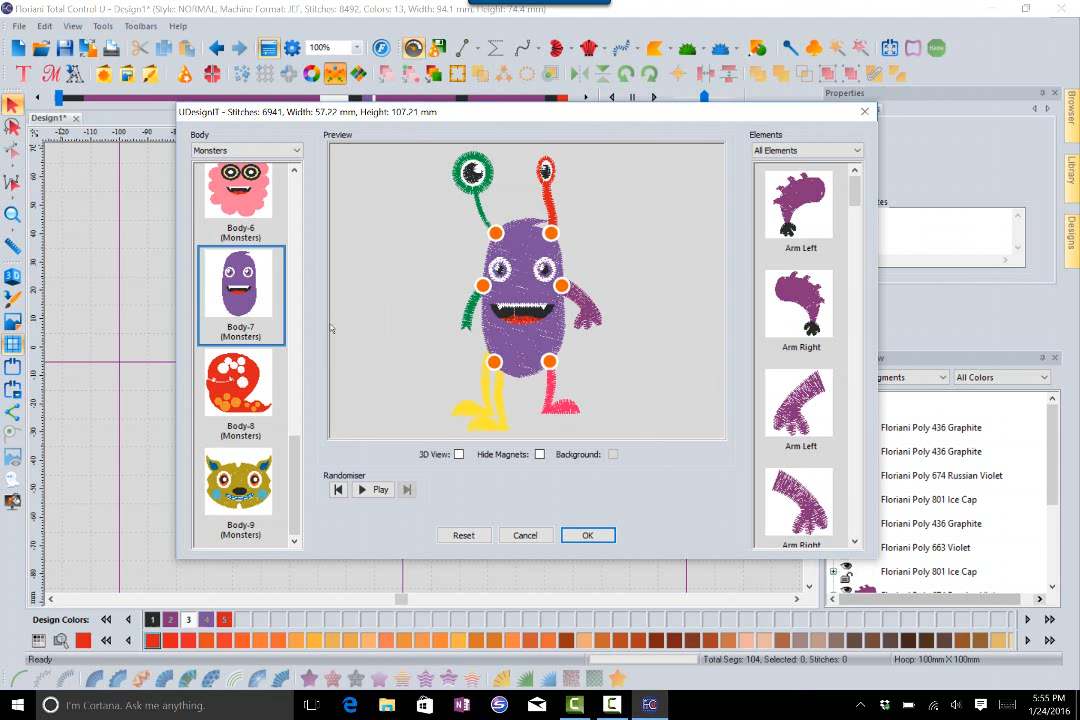 Floriani Total Control U - Design1* (Style: NORMAL, Machine Format: JEF, Stitches: 8492, Colors: 13, Width: 94.1 mm, Height: 74.4 mm)
File Edit View Tools Toolbars Help
100%
Properties
Design1*
UDesignIT - Stitches: 6941, Width: 57.22 mm, Height: 107.21 mm
Body
Monsters
Preview
Elements
All Elements
Body-6
(Monsters)
Body-7
(Monsters)
Body-8
(Monsters)
Body-9
(Monsters)
Arm Left
Arm Right
Arm Left
Arm Right
3D View: Hide Magnets: Background:
Randomiser
Play
Reset Cancel OK
Browser
Library
Designs
All Colors
Floriani Poly 436 Graphite
Floriani Poly 436 Graphite
Floriani Poly 674 Russian Violet
Floriani Poly 801 Ice Cap
Floriani Poly 436 Graphite
Floriani Poly 663 Violet
Floriani Poly 801 Ice Cap
Design Colors: 1 2 3 4 5
Ready Total Segs: 104, Selected: 0, Stitches: 0 Hoop: 100mm X 100mm
I'm Cortana. Ask me anything.
5:55 PM
1/24/2016